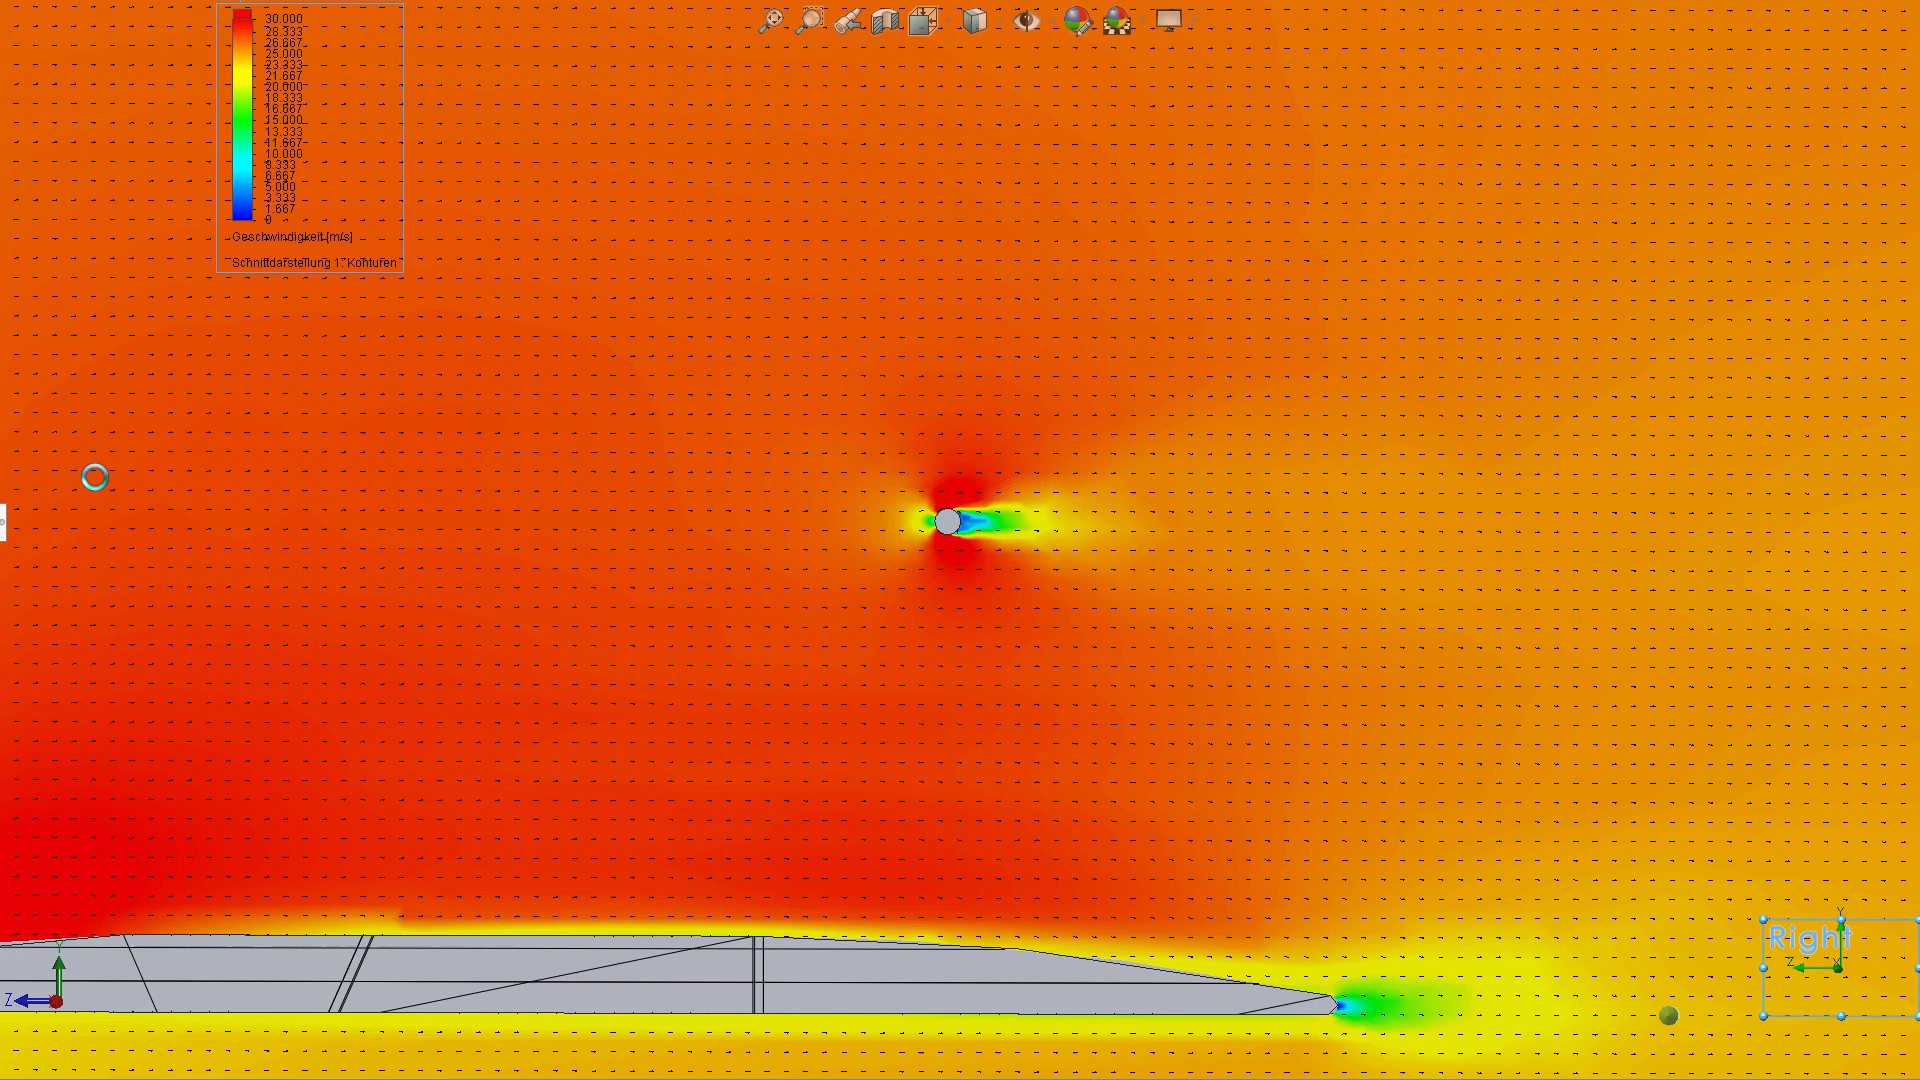 30.000
28.333
26.667
25.000
23.333
21.667
20.000
18.333
16.667
15.000
13.333
11.667
10.000
8.333
6.667
5.000
3.333
1.667
0
Geschwindigkeit [m/s]
Schnittdarstellung 1: Konturen
Y
Z
Y
Right
Z
X